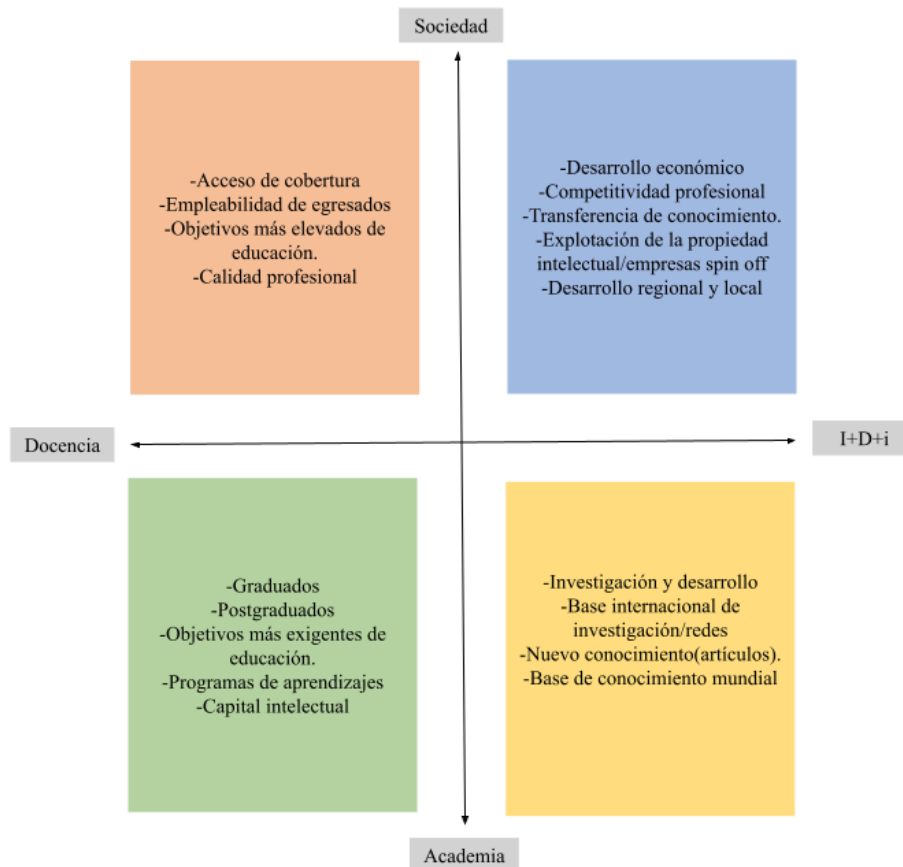 Sociedad
-Acceso de cobertura
-Empleabilidad de egresados
-Objetivos más elevados de
educación.
-Calidad profesional
-Desarrollo económico
-Competitividad profesional
-Transferencia de conocimiento.
-Explotación de la propiedad
intelectual/empresas spin off
-Desarrollo regional y local
Docencia
I+D+i
-Graduados
-Postgraduados
-Objetivos más exigentes de
educación.
-Programas de aprendizajes
-Capital intelectual
-Investigación y desarrollo
-Base internacional de
investigación/redes
-Nuevo conocimiento(artículos).
-Base de conocimiento mundial
Academia